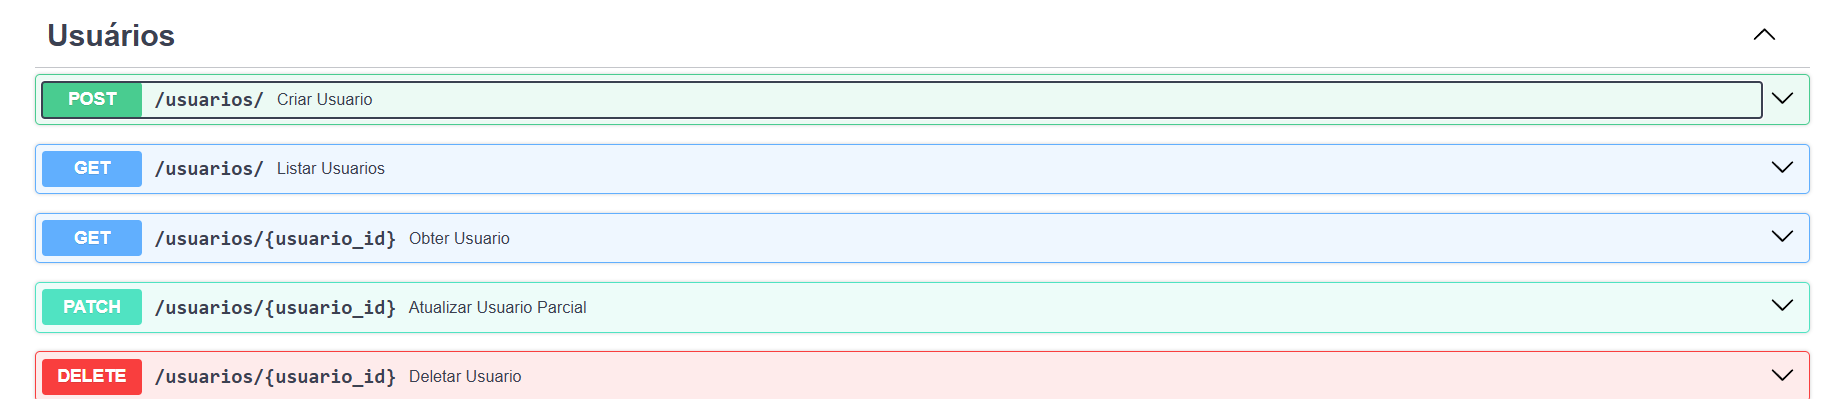 Usuários
POST /usuarios/ Criar Usuario
GET /usuarios/ Listar Usuarios
GET /usuarios/{usuario_id} Obter Usuario
PATCH /usuarios/{usuario_id} Atualizar Usuario Parcial
DELETE /usuarios/{usuario_id} Deletar Usuario